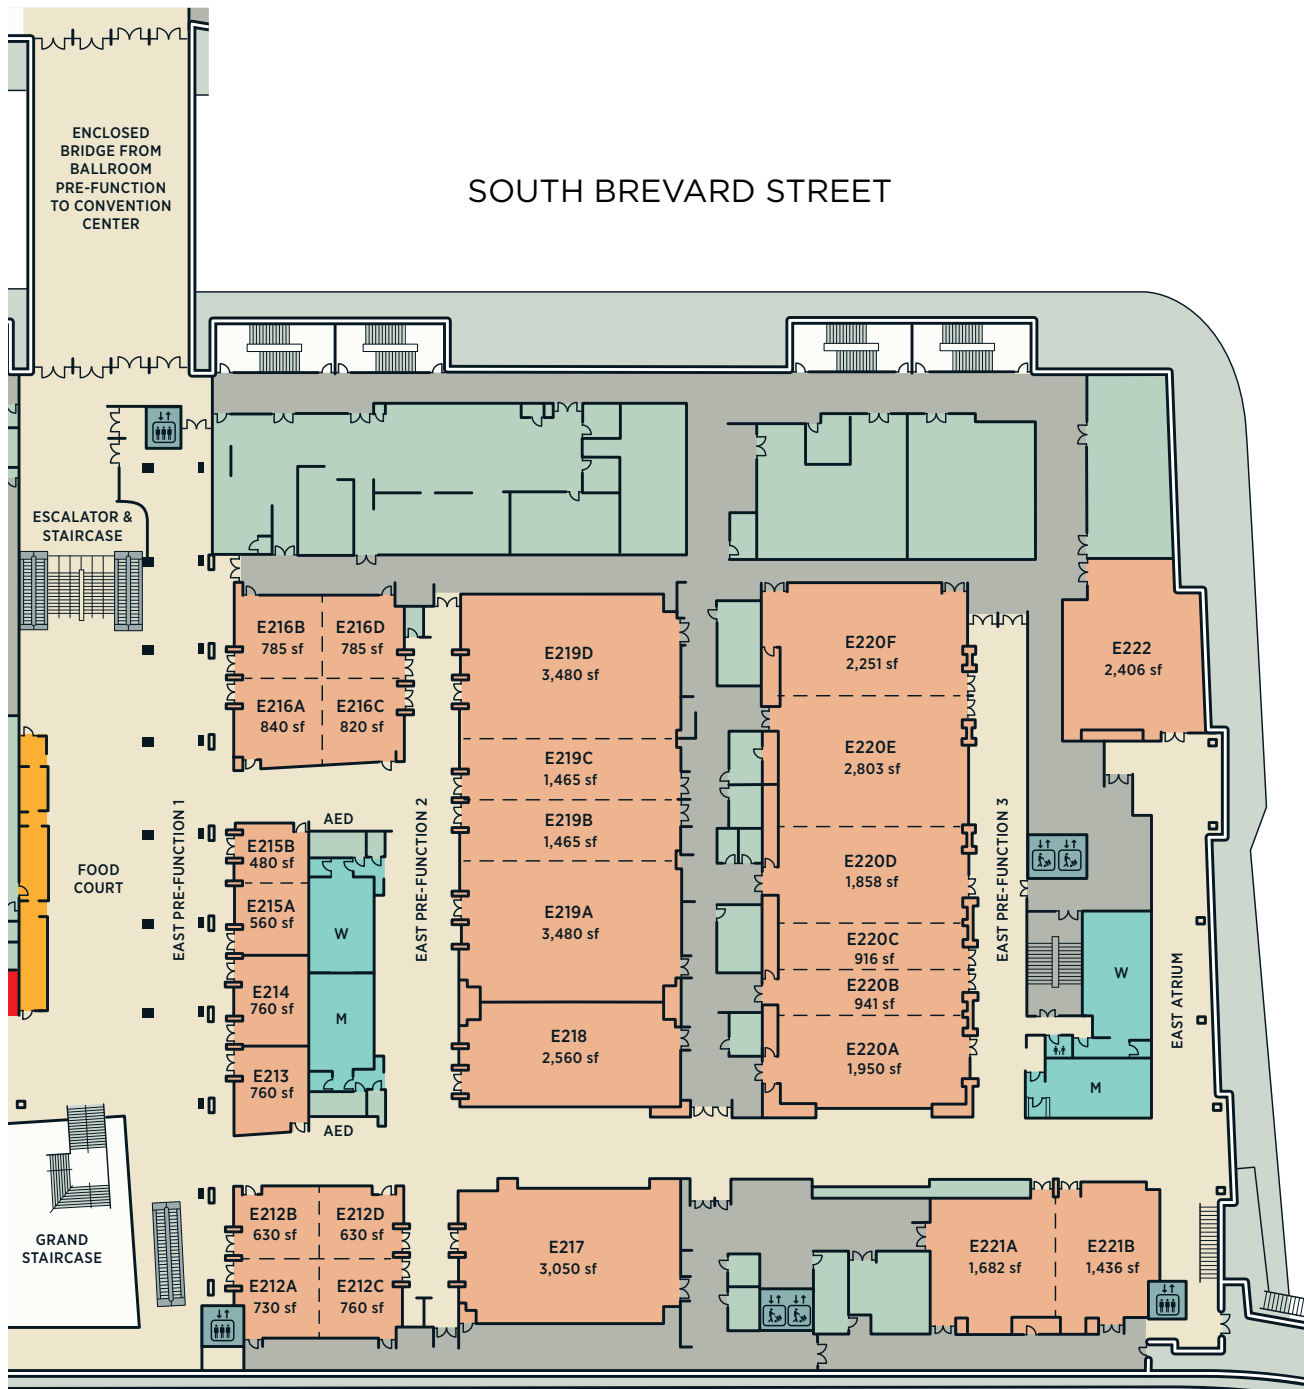 ENCLOSED
BRIDGE FROM
BALLROOM
PRE-FUNCTION
TO CONVENTION
CENTER
SOUTH BREVARD STREET
ESCALATOR &
STAIRCASE
E216B
785 sf
E216D
785 sf
E216A
840 sf
E216C
820 sf
E219D
3,480 sf
E219C
1,465 sf
E219B
1,465 sf
E219A
3,480 sf
E218
2,560 sf
E220F
2,251 sf
E220E
2,803 sf
E220D
1,858 sf
E220C
916 sf
E220B
941 sf
E220A
1,950 sf
E222
2,406 sf
EAST PRE-FUNCTION 1
EAST PRE-FUNCTION 2
EAST PRE-FUNCTION 3
EAST ATRIUM
FOOD
COURT
AED
E215B
480 sf
E215A
560 sf
E214
760 sf
E213
760 sf
W
M
AED
W
M
GRAND
STAIRCASE
E212B
630 sf
E212D
630 sf
E212A
730 sf
E212C
760 sf
E217
3,050 sf
E221A
1,682 sf
E221B
1,436 sf